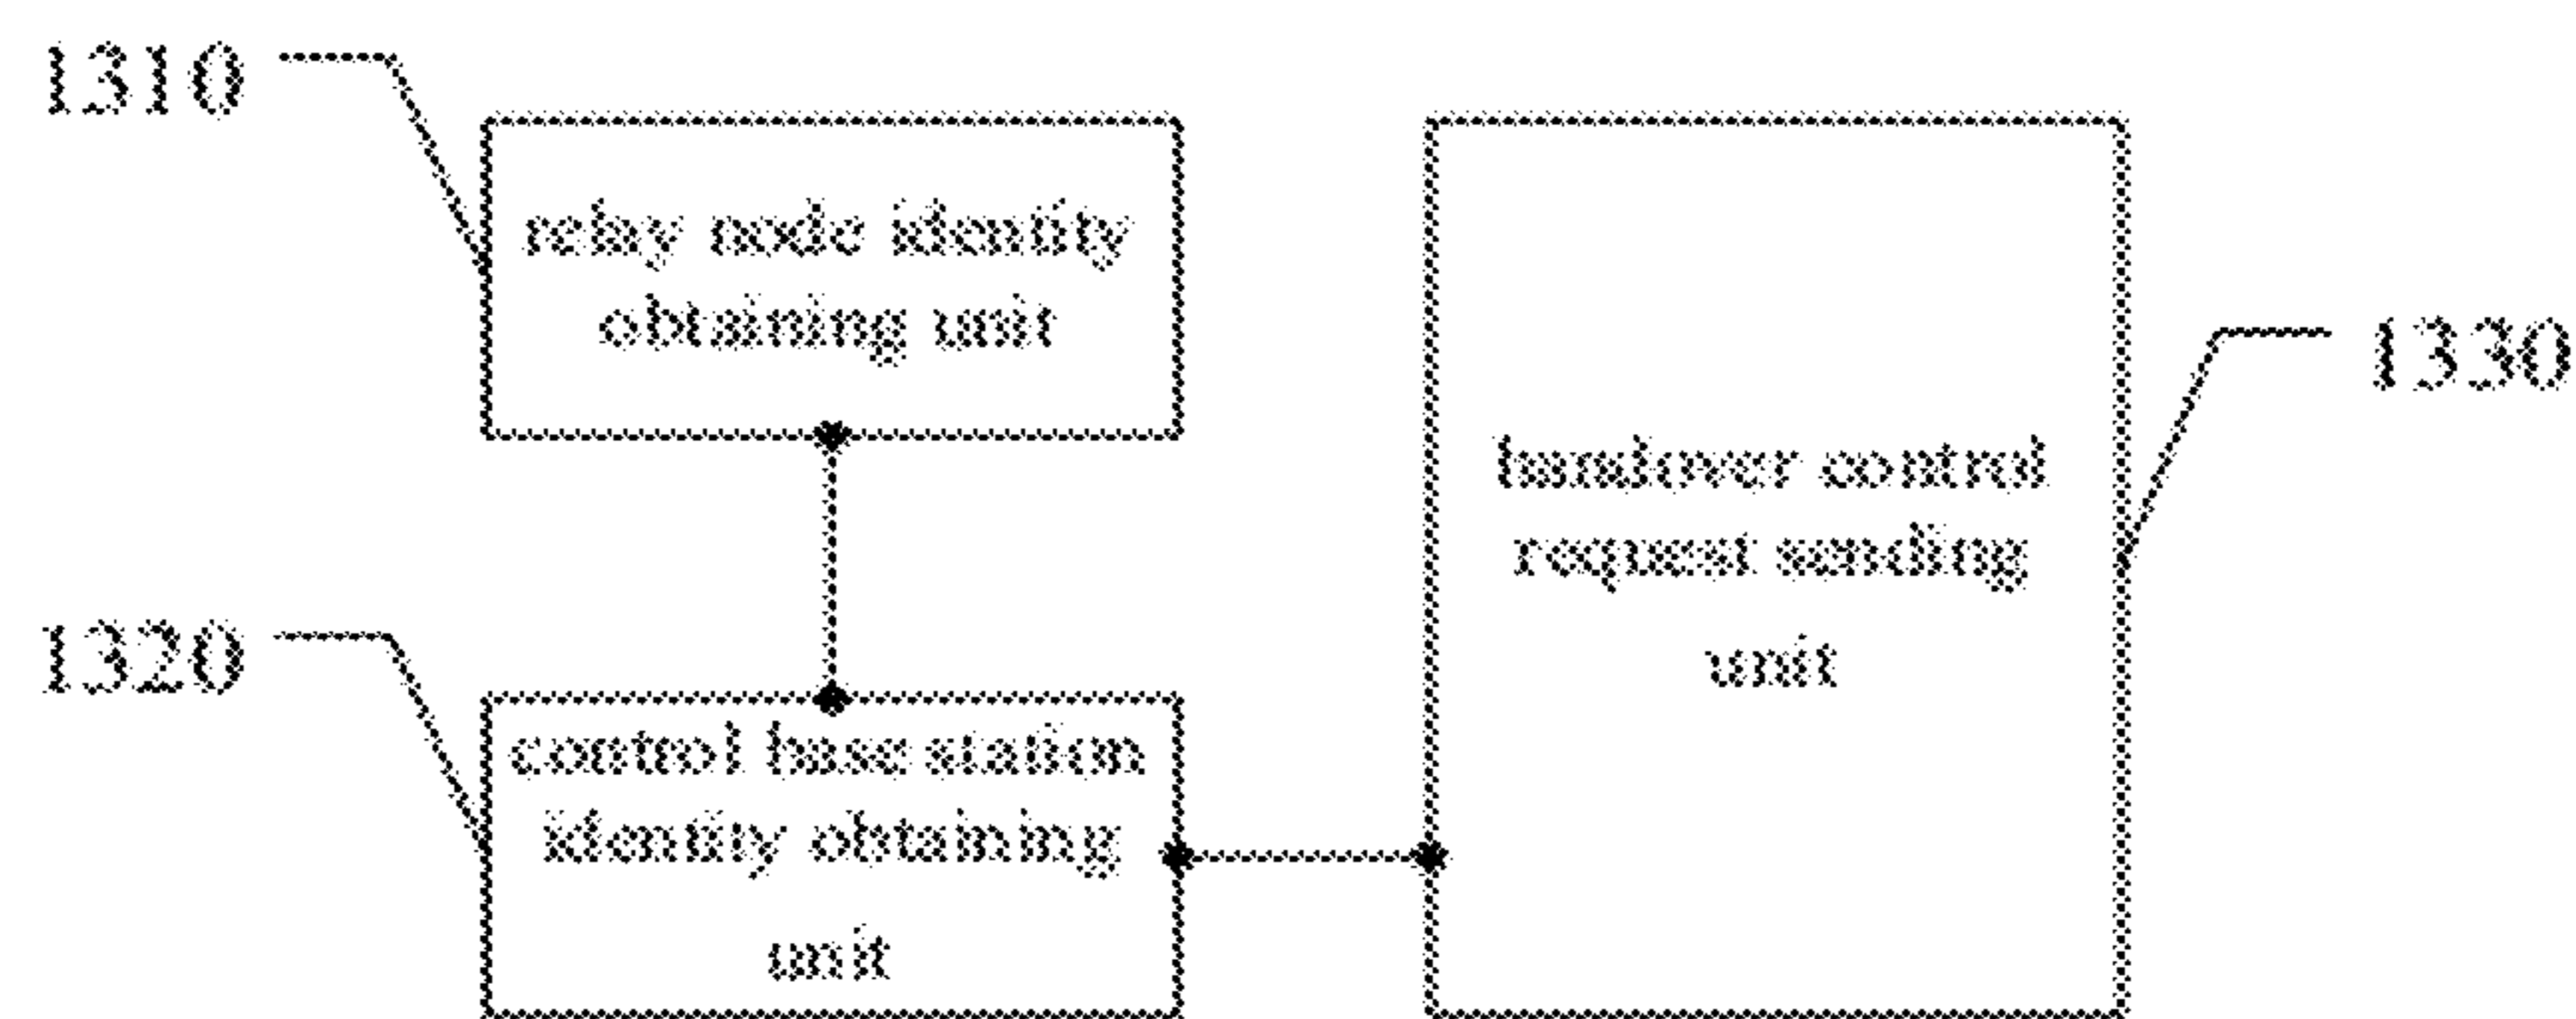 1310
relay node identity
obtaining unit
handover control
request sending
unit
1330
1320
control base station
identity obtaining
unit